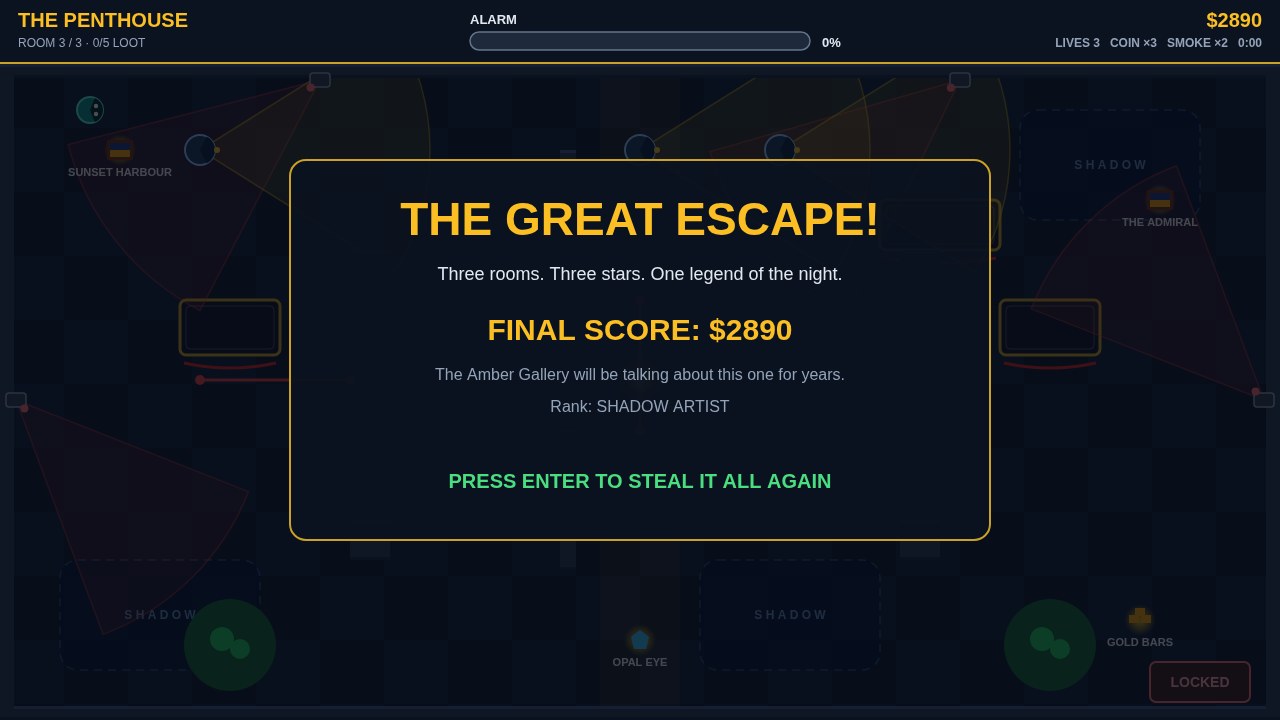 THE PENTHOUSE
ROOM 3 / 3 · 0/5 LOOT
ALARM
0%
$2890
LIVES 3 COIN ×3 SMOKE ×2 0:00
SUNSET HARBOUR
SHADOW
THE ADMIRAL
THE GREAT ESCAPE!
Three rooms. Three stars. One legend of the night.
FINAL SCORE: $2890
The Amber Gallery will be talking about this one for years.
Rank: SHADOW ARTIST
PRESS ENTER TO STEAL IT ALL AGAIN
SHADOW
SHADOW
OPAL EYE
GOLD BARS
LOCKED